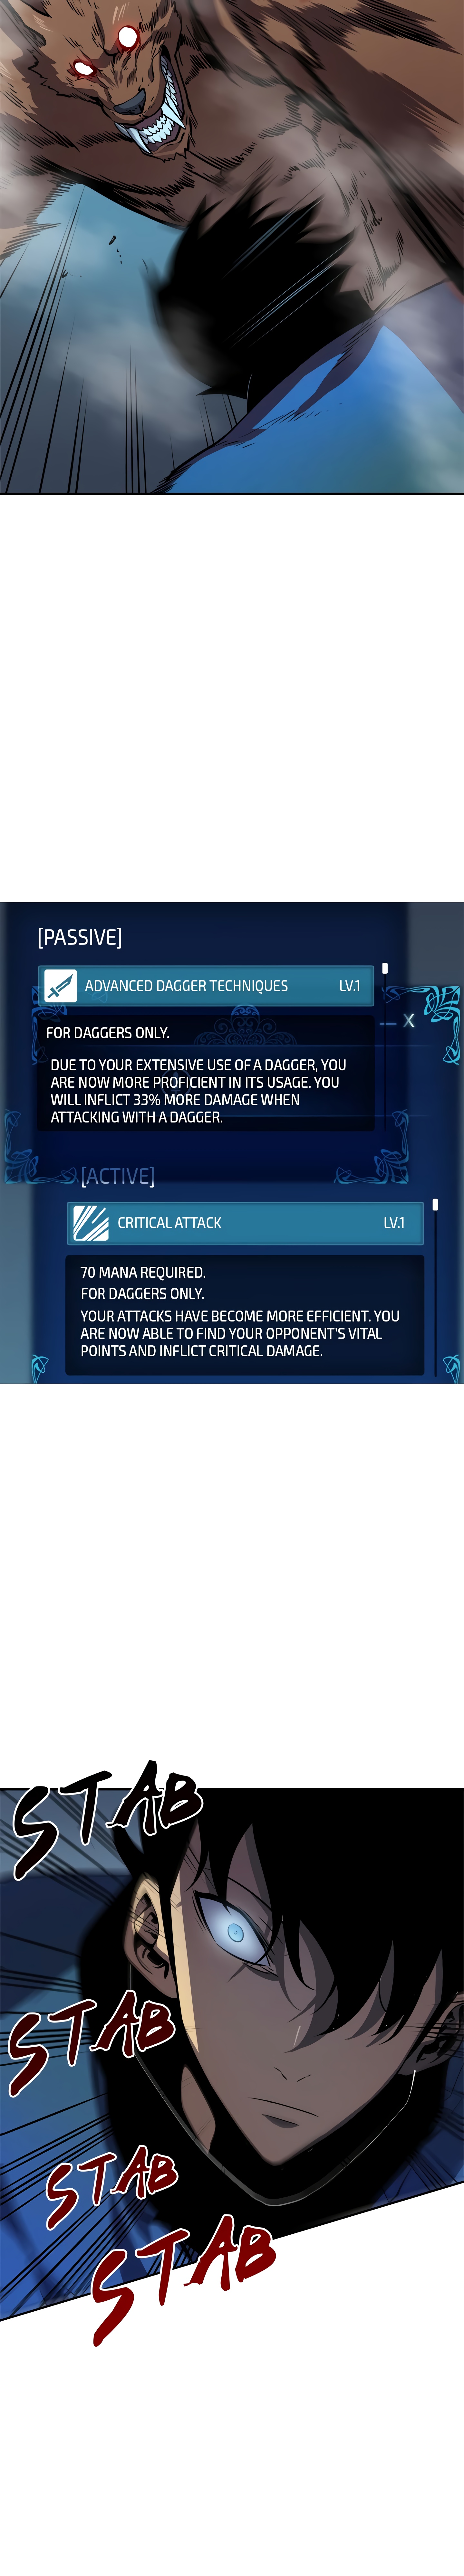 [PASSIVE]
ADVANCED DAGGER TECHNIQUES LV.1
X
FOR DAGGERS ONLY.
DUE TO YOUR EXTENSIVE USE OF A DAGGER, YOU
ARE NOW MORE PROFICIENT IN ITS USAGE. YOU
WILL INFLICT 33% MORE DAMAGE WHEN
ATTACKING WITH A DAGGER.
[ACTIVE]
CRITICAL ATTACK LV.1
70 MANA REQUIRED.
FOR DAGGERS ONLY.
YOUR ATTACKS HAVE BECOME MORE EFFICIENT. YOU
ARE NOW ABLE TO FIND YOUR OPPONENT'S VITAL
POINTS AND INFLICT CRITICAL DAMAGE.
STAB
STAB
STAB
STAB